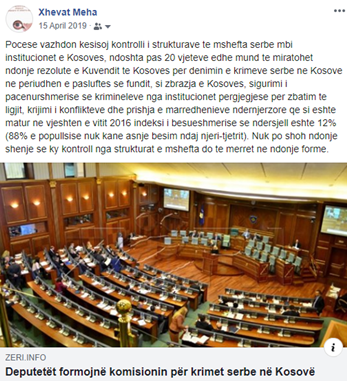 Xhevat Meha
15 April 2019 ·
Pocese vazhdon kesisoj kontrolli i strukturave te mshefta serbe mbi
institucionet e Kosoves, ndoshta pas 20 vjeteve edhe mund te miratohet
ndonje rezolute e Kuvendit te Kosoves per denimin e krimeve serbe ne Kosove
ne periudhen e pasluftes se fundit, si zbrazja e Kosoves, sigurimi i
pacenurshmerise se krimineleve nga institucionet pergjegjese per zbatim te
ligjit, krijimi i konflikteve dhe prishja e marredhenieve ndernjerzore qe si eshte
matur ne vjeshten e vitit 2016 indeksi i besueshmerise se ndersjell eshte 12%
(88% e popullsise nuk kane asnje besim ndaj njeri-tjetrit). Nuk po shoh ndonje
shenje se ky kontroll nga strukturat e mshefta do te merret ne ndonje forme.
ZERI.INFO
Deputetët formojnë komisionin për krimet serbe në Kosovë